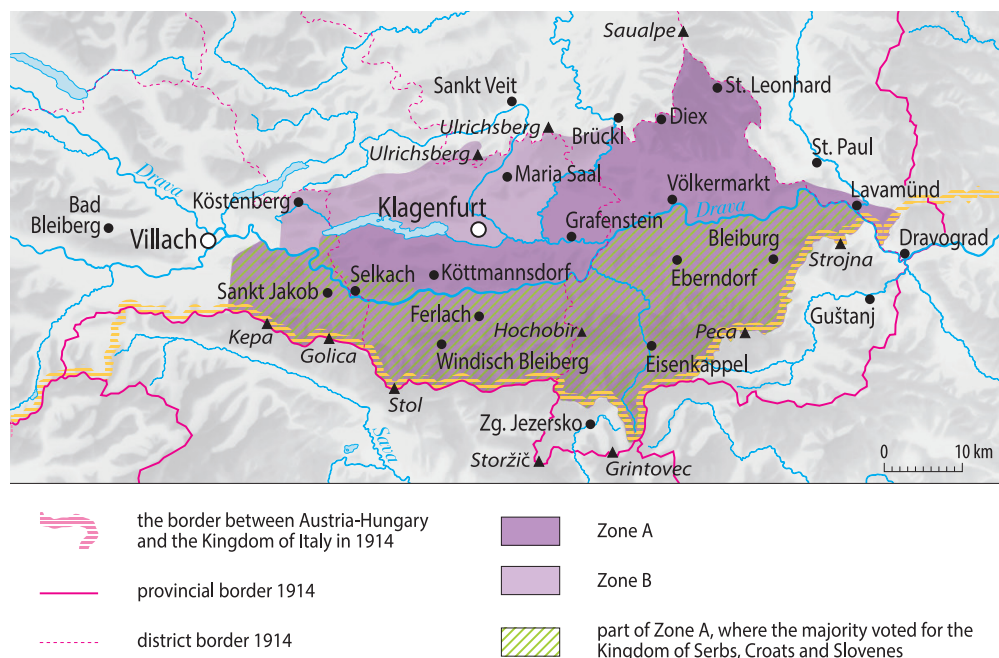 Saualpe
Sankt Veit
St. Leonhard
Ulrichsberg
Brückl
Diex
Ulrichsberg
St. Paul
Drava
Maria Saal
Völkermarkt
Lavamünd
Köstenberg
Klagenfurt
Drava
Bad
Bleiberg
Villach
Grafenstein
Bleiburg
Dravograd
Strojna
Köttmannsdorf
Eberndorf
Selkach
Sankt Jakob
Guštanj
Ferlach
Hochobir
Peca
Kepa
Golica
Windisch Bleiberg
Eisenkappel
Stol
Zg. Jezersko
Sava
Storžič
Grintovec
0 10 km
the border between Austria-Hungary
and the Kingdom of Italy in 1914
provincial border 1914
district border 1914
Zone A
Zone B
part of Zone A, where the majority voted for the
Kingdom of Serbs, Croats and Slovenes